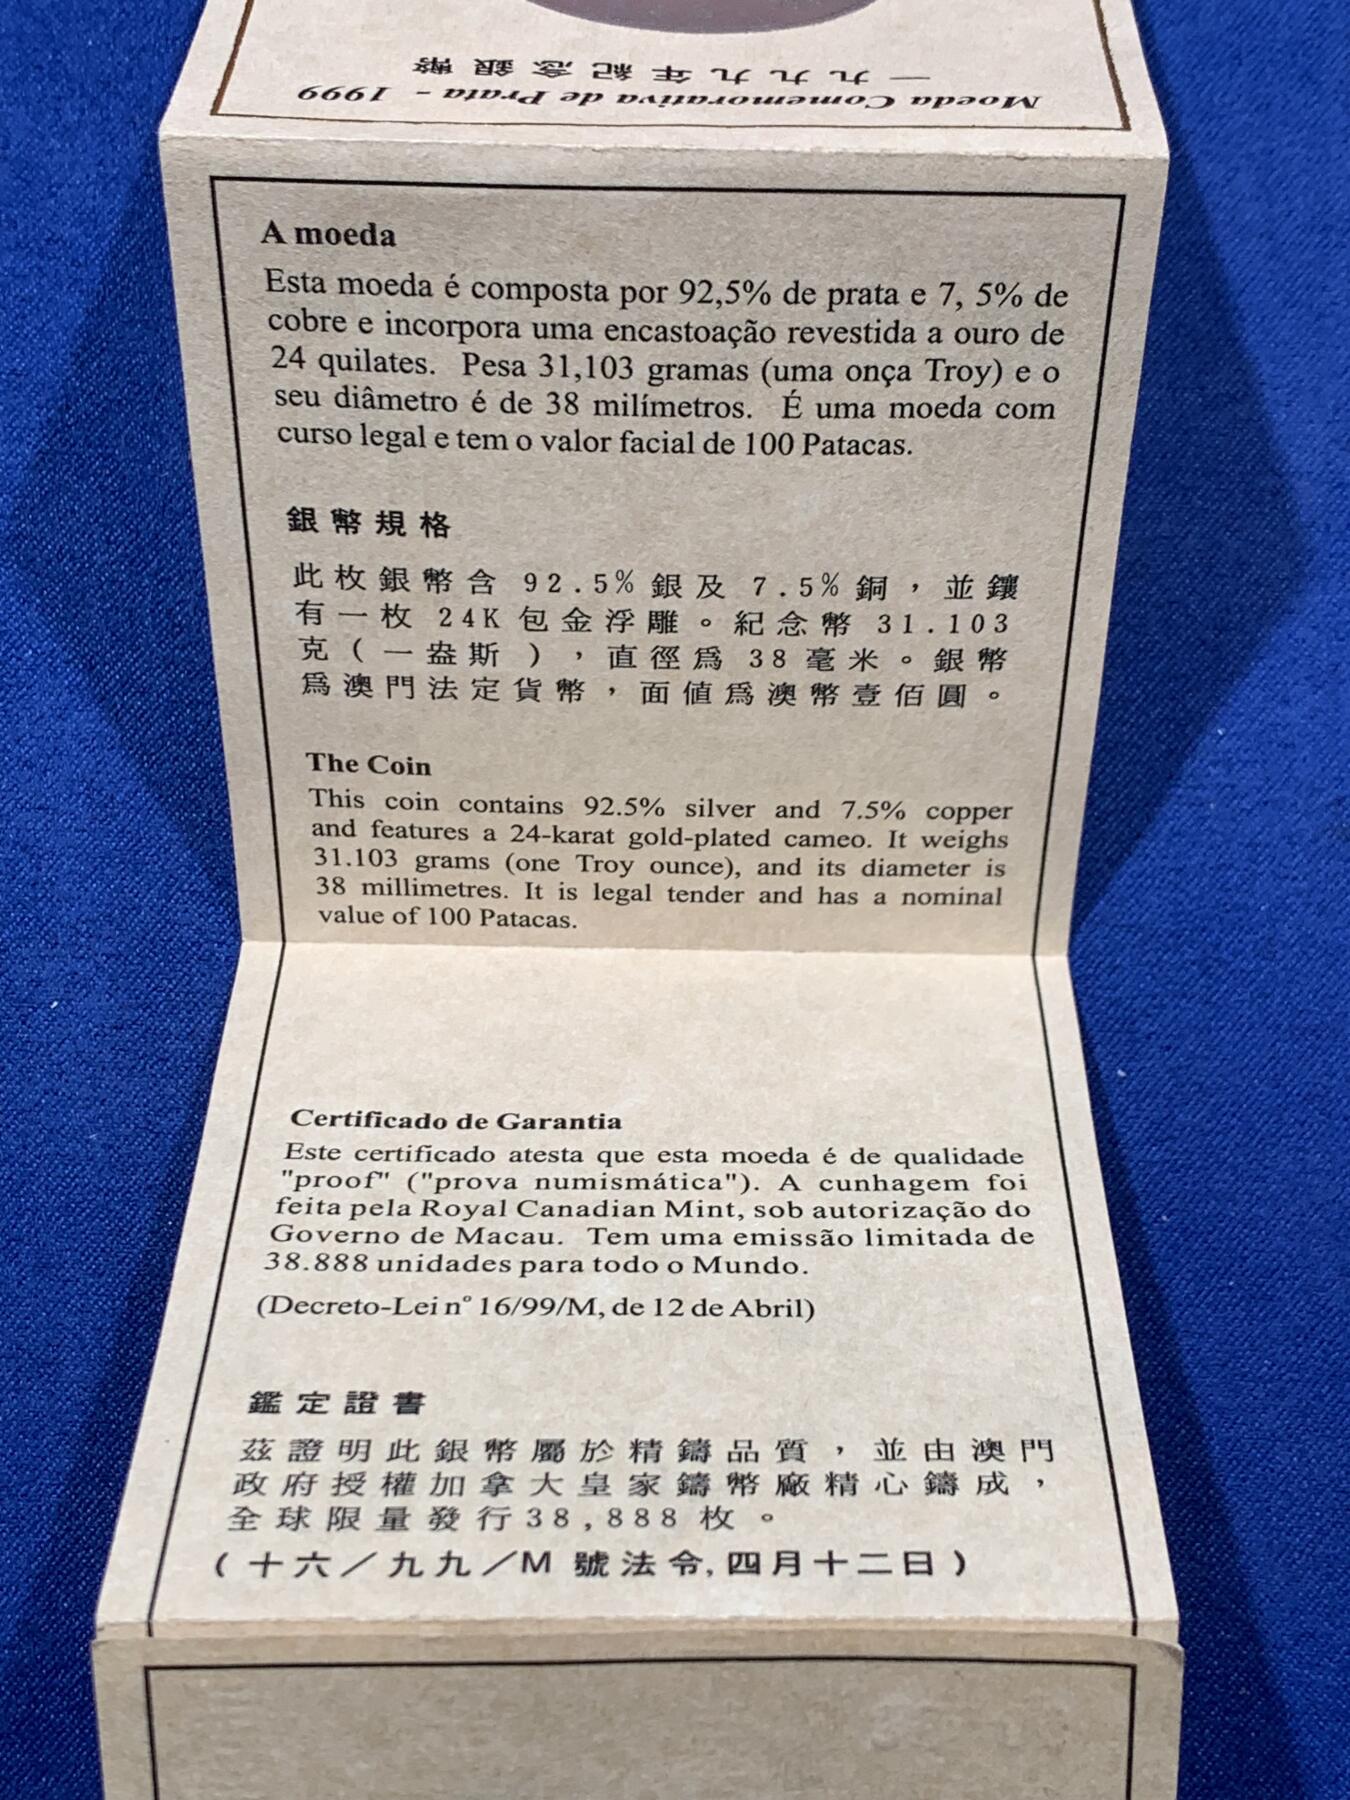 一九九九年紀念銀幣
Moeda Comemorativa de Prata - 1999
A moeda
Esta moeda é composta por 92,5% de prata e 7, 5% de
cobre e incorpora uma encastoação revestida a ouro de
24 quilates. Pesa 31,103 gramas (uma onça Troy) e o
seu diâmetro é de 38 milímetros. É uma moeda com
curso legal e tem o valor facial de 100 Patacas.
銀幣規格
此枚銀幣含 92.5% 銀及 7.5% 銅，並鑲
有一枚 24K 包金浮雕。紀念幣 31.103
克（一盎斯），直徑為 38 毫米。銀幣
為澳門法定貨幣，面值為澳幣壹佰圓。
The Coin
This coin contains 92.5% silver and 7.5% copper
and features a 24-karat gold-plated cameo. It weighs
31.103 grams (one Troy ounce), and its diameter is
38 millimetres. It is legal tender and has a nominal
value of 100 Patacas.
Certificado de Garantia
Este certificado atesta que esta moeda é de qualidade
"proof" ("prova numismática"). A cunhagem foi
feita pela Royal Canadian Mint, sob autorização do
Governo de Macau. Tem uma emissão limitada de
38.888 unidades para todo o Mundo.
(Decreto-Lei nº 16/99/M, de 12 de Abril)
鑑定證書
茲證明此銀幣屬於精鑄品質，並由澳門
政府授權加拿大皇家鑄幣廠精心鑄成，
全球限量發行38,888 枚。
(十六／九九／M 號法令,四月十二日)